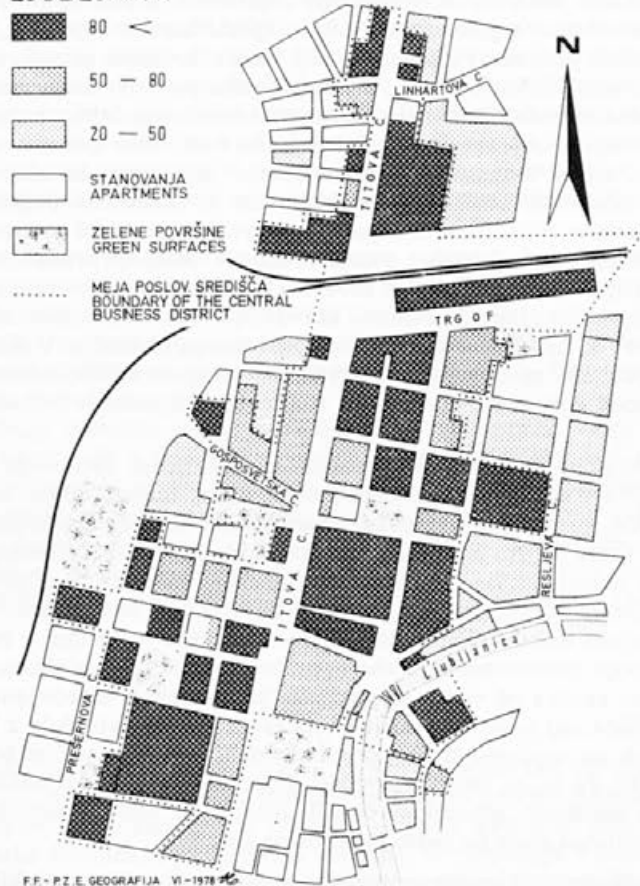 80 <
50 — 80
20 — 50
STANOVANJA
APARTMENTS
ZELENE POVRŠINE
GREEN SURFACES
MEJA POSLOV. SREDIŠČA
BOUNDARY OF THE CENTRAL
BUSINESS DISTRICT
N
LINHARTOVA C.
TITOVA C.
TRG OF
GOSPOSVETSKA C.
TITOVA C.
RESLJEVA C.
Ljubljanica
PREŠERNOVA C.
F.F.- P.Z.E. GEOGRAFIJA VI-1978